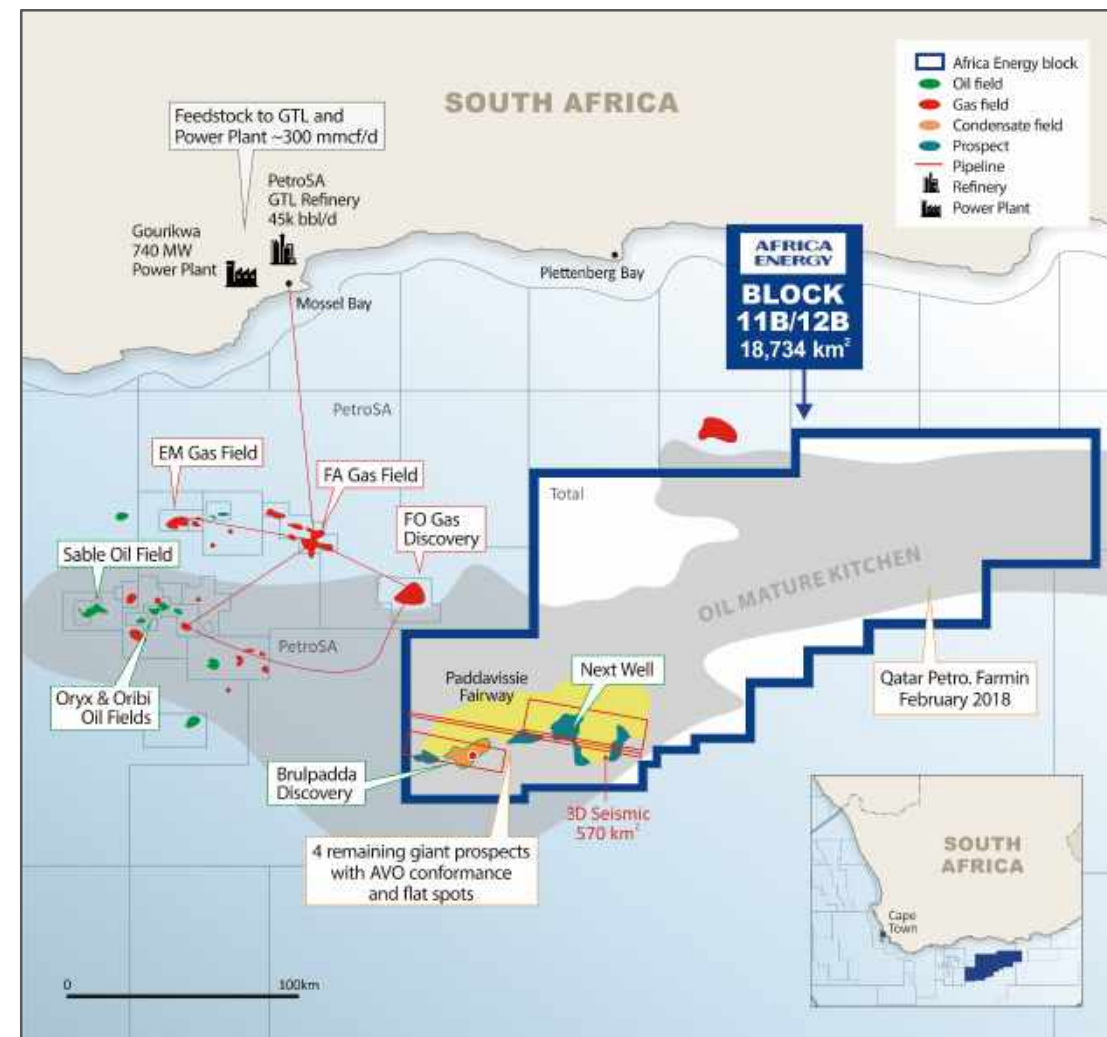 SOUTH AFRICA
Africa Energy block
Oil field
Gas field
Condensate field
Prospect
Pipeline
Refinery
Power Plant
Feedstock to GTL and
Power Plant ~300 mmcf/d
PetroSA
GTL Refinery
45k bbl/d
Gourikwa
740 MW
Power Plant
Mossel Bay
Plettenberg Bay
AFRICA
ENERGY
BLOCK
11B/12B
18,734 km²
PetroSA
EM Gas Field
FA Gas Field
FO Gas
Discovery
Total
Sable Oil Field
OIL MATURE KITCHEN
PetroSA
Oryx & Oribi
Oil Fields
Paddavissie
Fairway
Next Well
Qatar Petro. Farmin
February 2018
Brulpadda
Discovery
3D Seismic
570 km²
4 remaining giant prospects
with AVO conformance
and flat spots
SOUTH
AFRICA
Cape
Town
0
100km